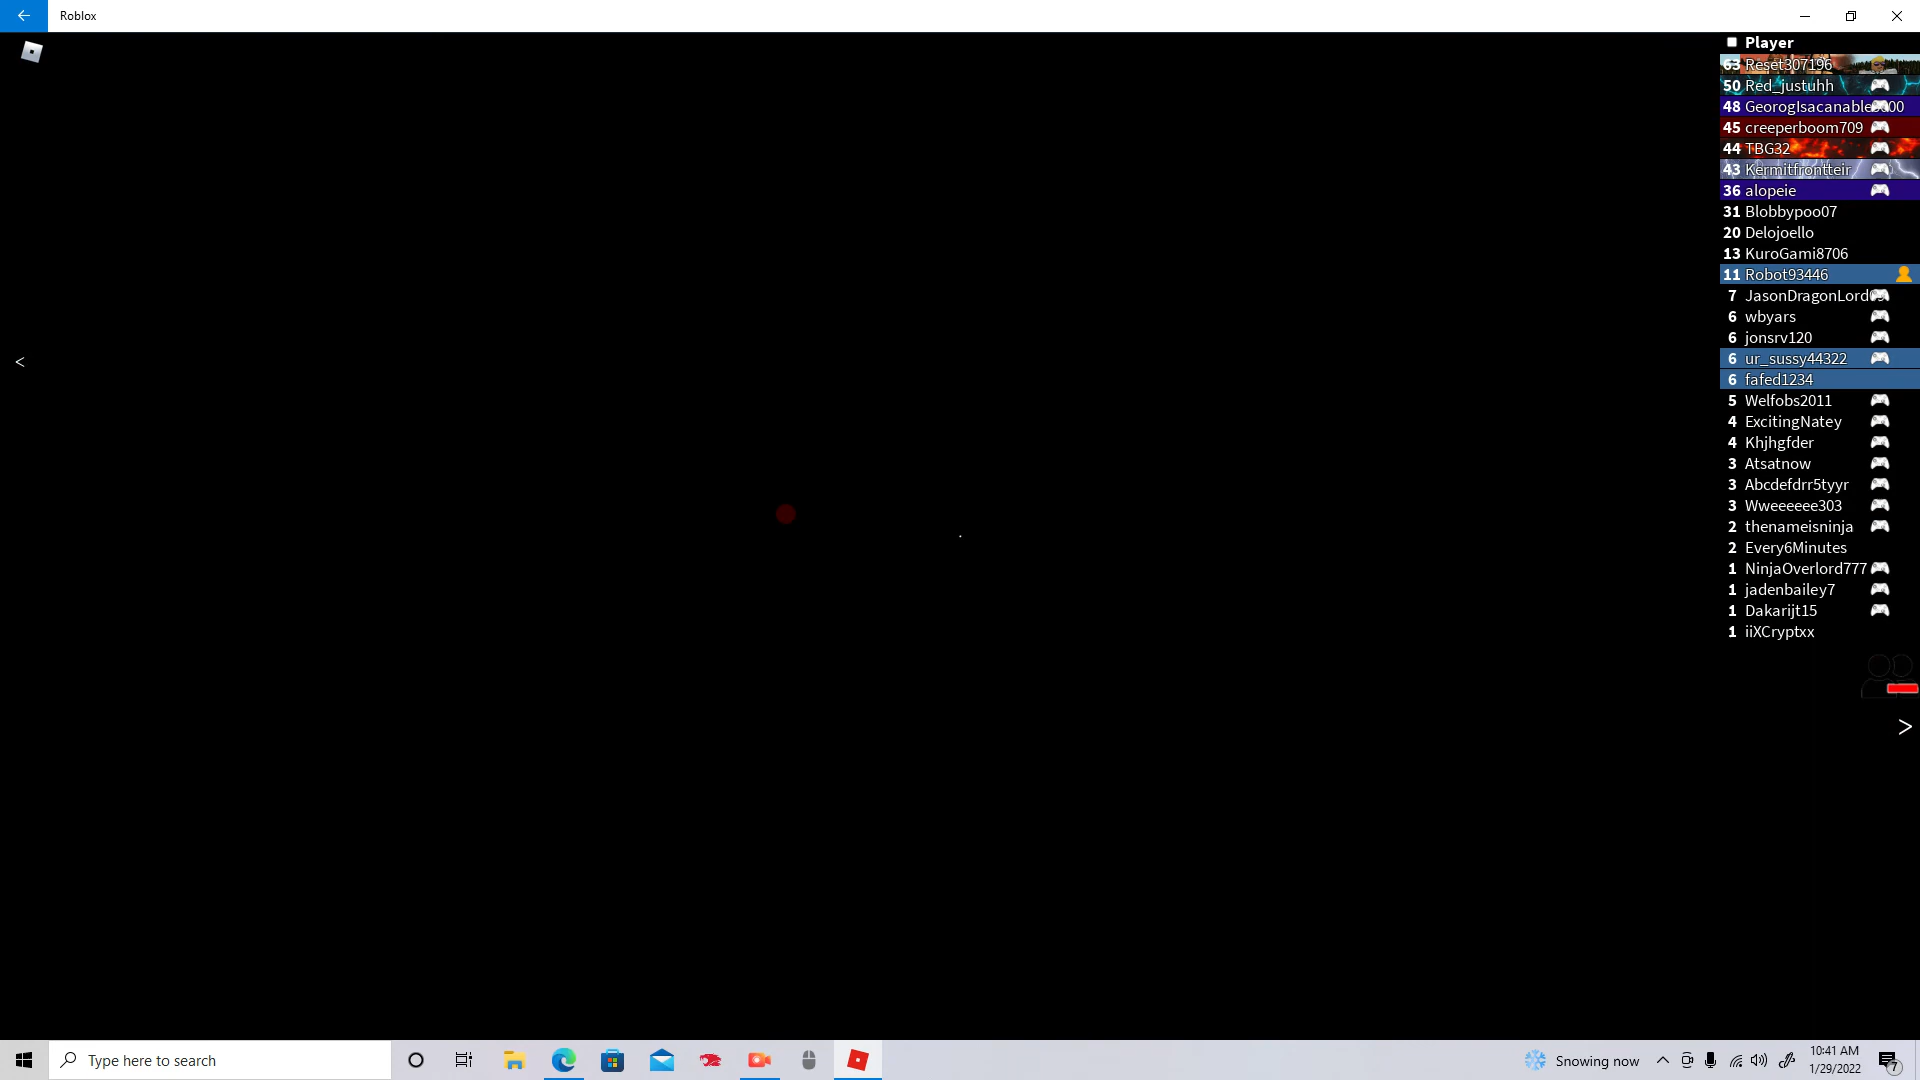 Roblox
Player
63 Reset307196
50 Red_justuhh
48 GeorogIsacanable
45 creeperboom709
44 TBG32
43 Kermitfrontteir
36 alopeie
31 Blobbypoo07
20 Delojoello
13 KuroGami8706
11 Robot93446
7 JasonDragonLord
6 wbyars
6 jonsrv120
6 ur_sussy44322
6 fafed1234
5 Welfobs2011
4 ExcitingNatey
4 Khjhgfder
3 Atsatnow
3 Abcdefdrr5tyyr
3 Wweeeeee303
2 thenameisninja
2 Every6Minutes
1 NinjaOverlord777
1 jadenbailey7
1 Dakarijt15
1 iiXCryptxx
<
>
Type here to search
Snowing now
10:41 AM
1/29/2022
7